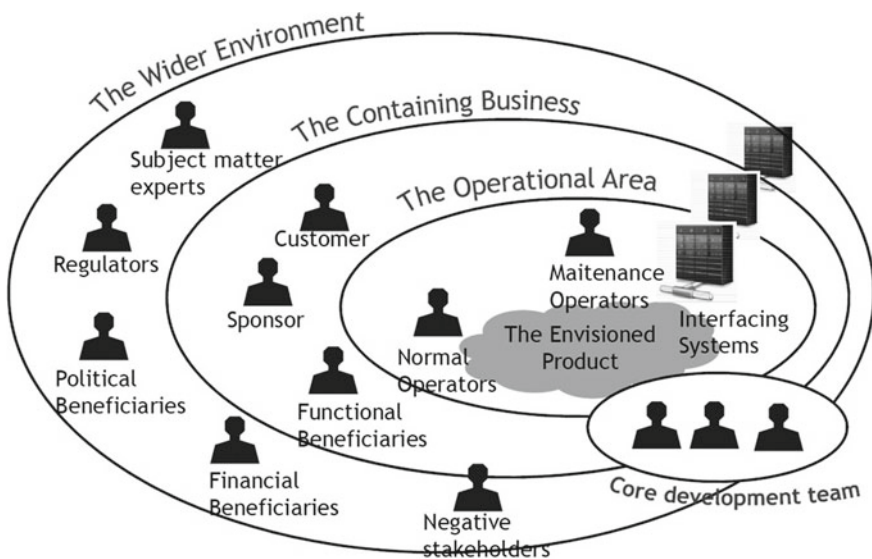 The Wider Environment
The Containing Business
The Operational Area
Subject matter
experts
Customer
Maitenance
Operators
Regulators
Sponsor
The Envisioned
Product
Interfacing
Systems
Normal
Operators
Political
Beneficiaries
Functional
Beneficiaries
Financial
Beneficiaries
Negative
stakeholders
Core development team